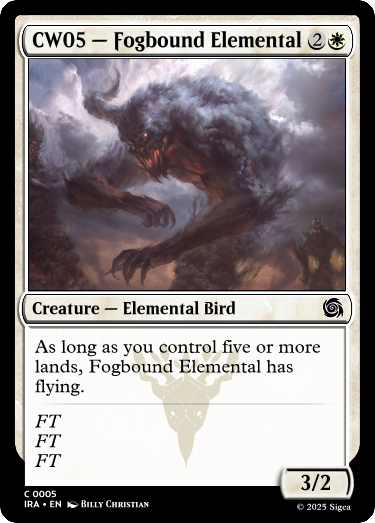 CW05 — Fogbound Elemental 2
Creature — Elemental Bird
As long as you control five or more
lands, Fogbound Elemental has
flying.
FT
FT
FT
3/2
C 0005
IRA • EN Billy Christian
© 2025 Sigea